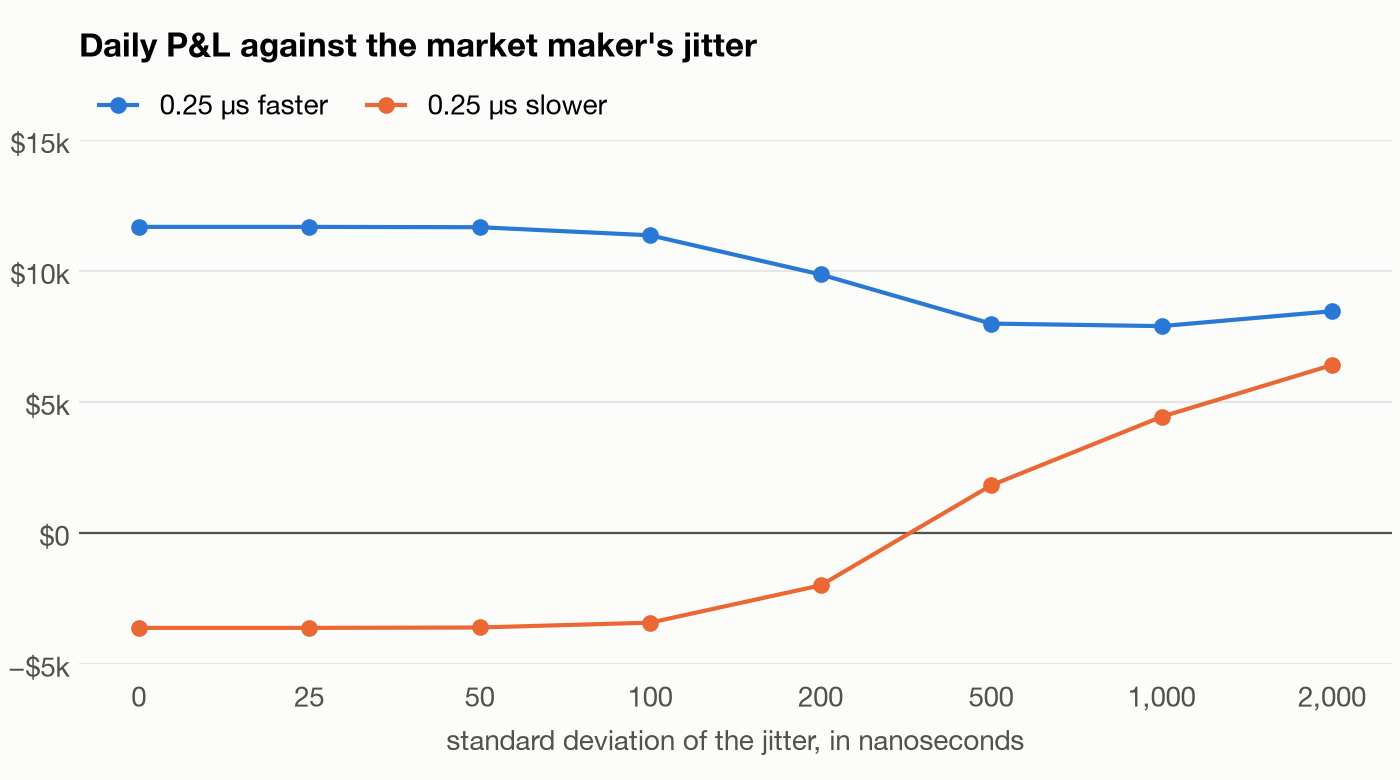 Daily P&L against the market maker's jitter
0.25 µs faster 0.25 µs slower
$15k
$10k
$5k
$0
−$5k
0 25 50 100 200 500 1,000 2,000
standard deviation of the jitter, in nanoseconds